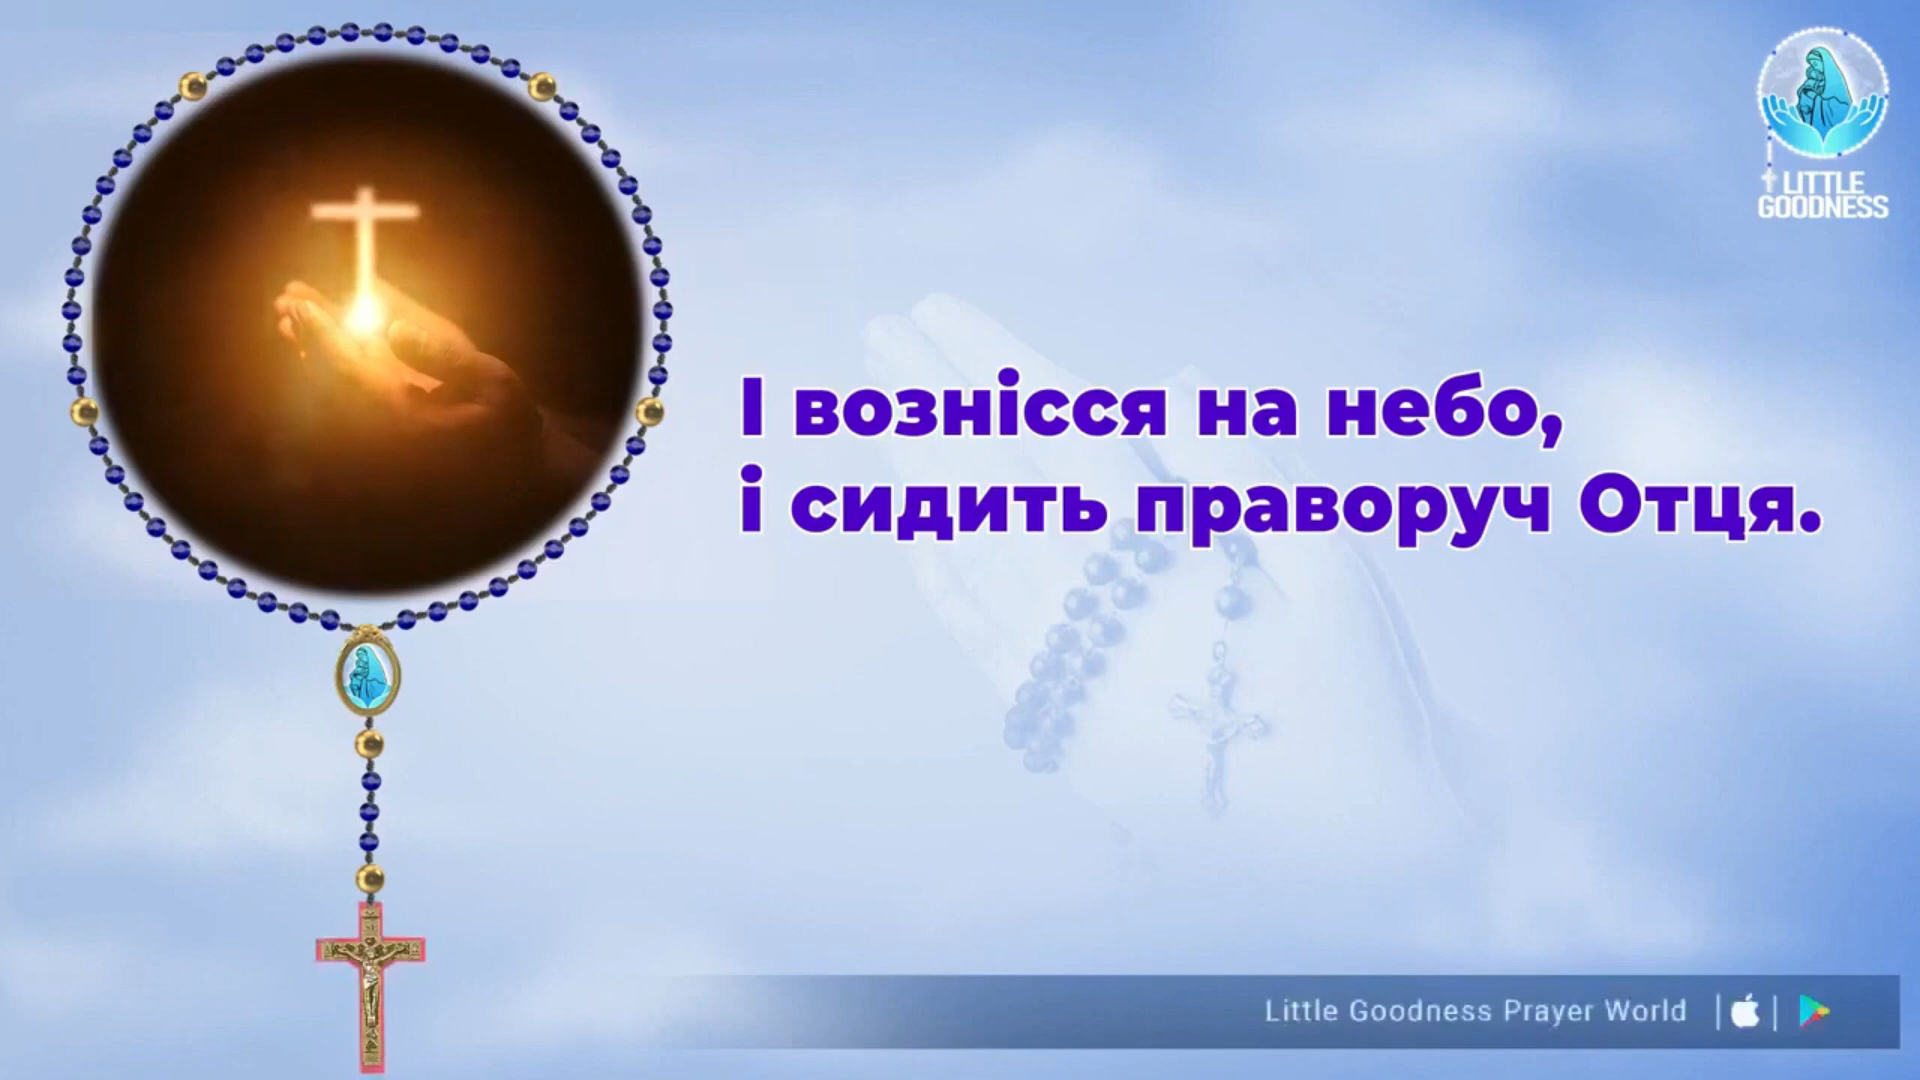 LITTLE
GOODNESS
І вознісся на небо,
і сидить праворуч Отця.
Little Goodness Prayer World